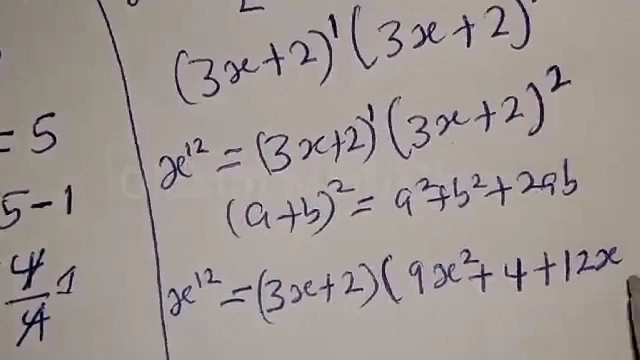 = 5
5 - 1
4/4 1
(3x+2)¹(3x+2)
x¹² = (3x+2)¹(3x+2)²
(a+b)² = a²+b²+2ab
x¹² = (3x+2)(9x²+4+12x